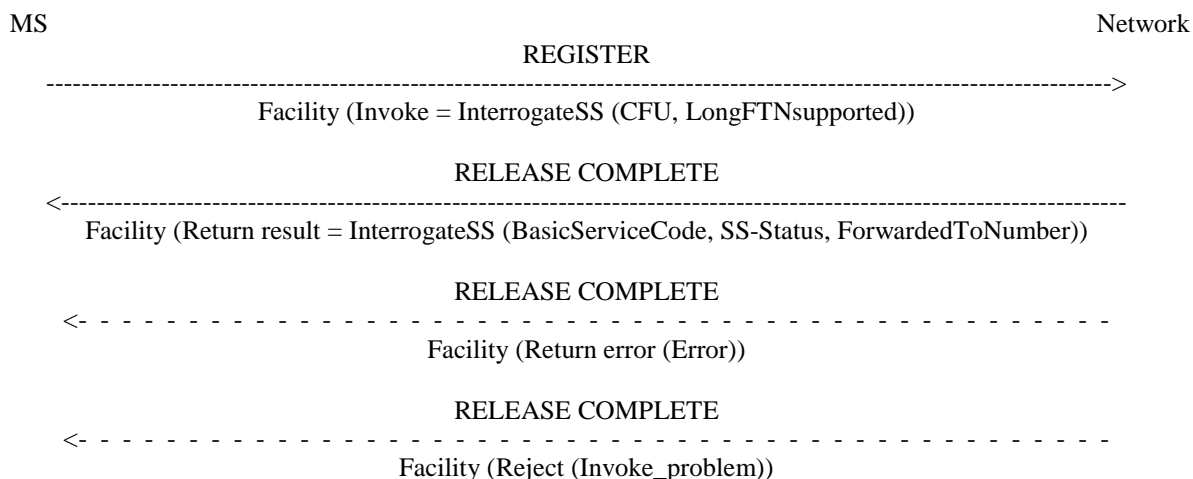 MS Network
REGISTER
Facility (Invoke = InterrogateSS (CFU, LongFTNsupported))
RELEASE COMPLETE
Facility (Return result = InterrogateSS (BasicServiceCode, SS-Status, ForwardedToNumber))
RELEASE COMPLETE
Facility (Return error (Error))
RELEASE COMPLETE
Facility (Reject (Invoke_problem))